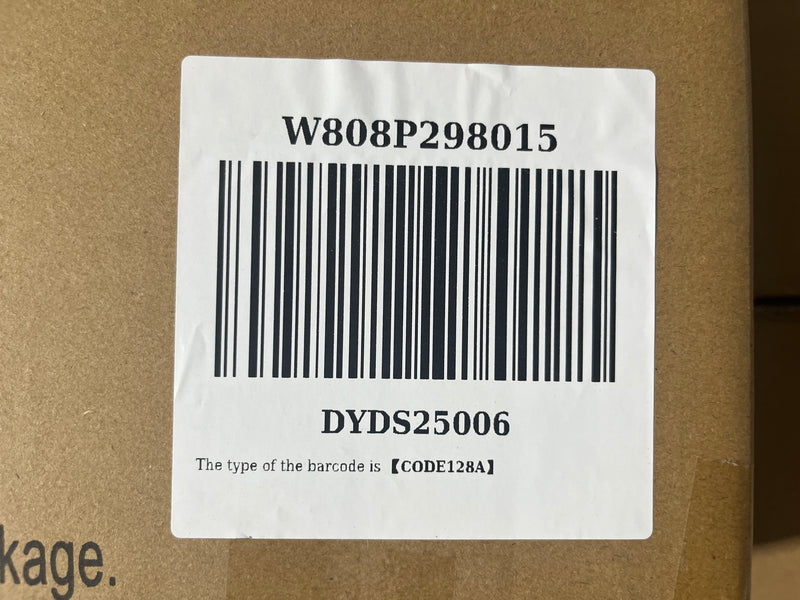 W808P298015
DYDS25006
The type of the barcode is 【CODE128A】
kage.